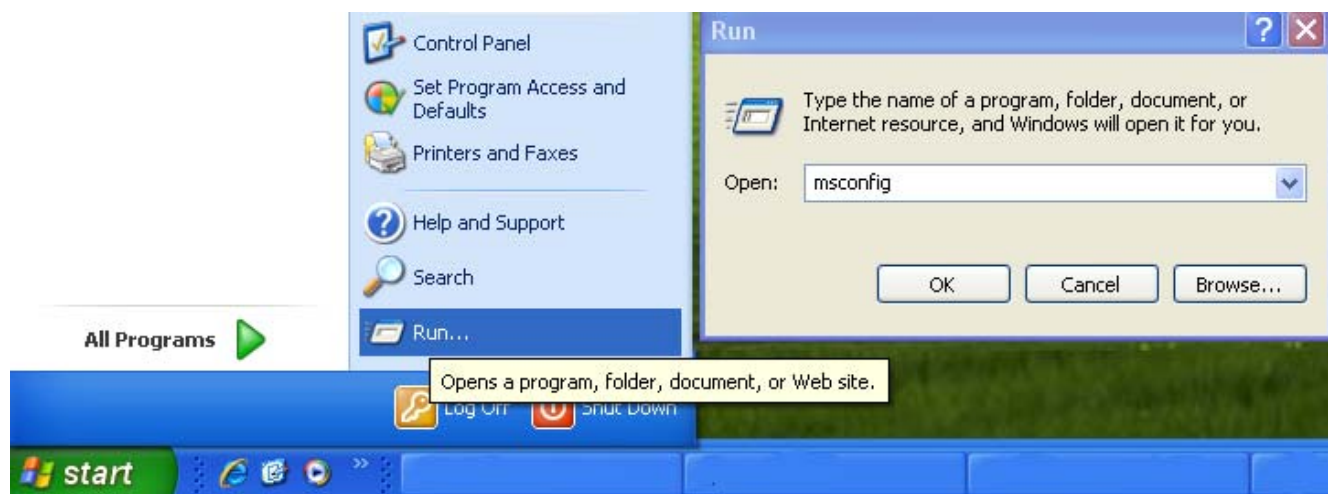 Control Panel
Set Program Access and
Defaults
Printers and Faxes
Help and Support
Search
Run...
All Programs
Opens a program, folder, document, or Web site.
Log Off
Shut Down
start
Run
Type the name of a program, folder, document, or
Internet resource, and Windows will open it for you.
Open:
msconfig
OK
Cancel
Browse...